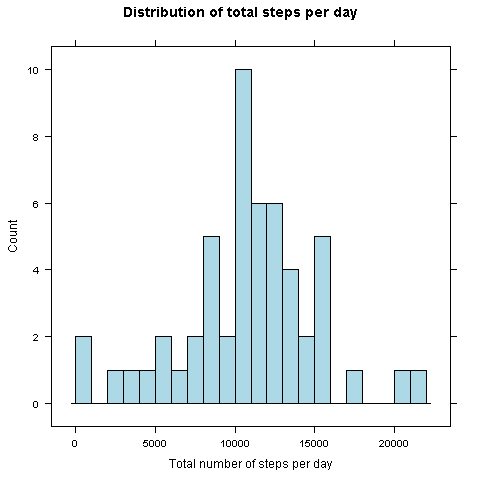 Distribution of total steps per day
10
8
6
4
2
0
Count
0 5000 10000 15000 20000
Total number of steps per day